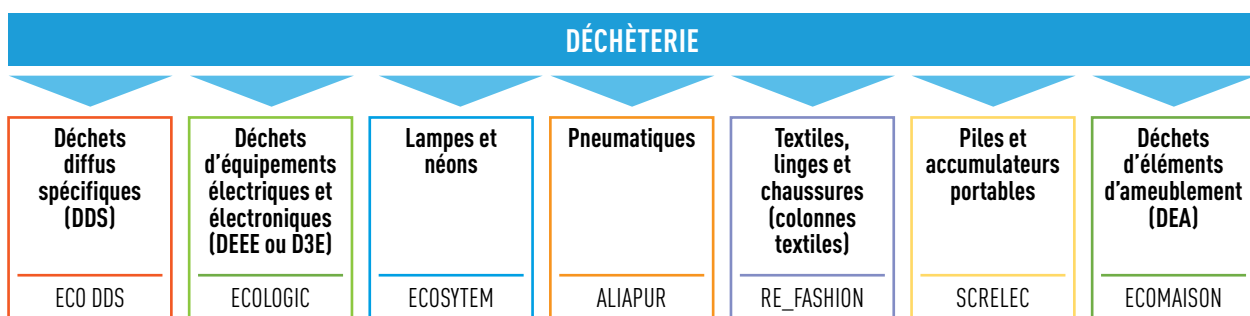 DÉCHÈTERIE
Déchets
diffus
spécifiques
(DDS)
ECO DDS
Déchets
d'équipements
électriques et
électroniques
(DEEE ou D3E)
ECOLOGIC
Lampes et
néons
ECOSYTEM
Pneumatiques
ALIAPUR
Textiles,
linges et
chaussures
(colonnes
textiles)
RE_FASHION
Piles et
accumulateurs
portables
SCRELEC
Déchets
d'éléments
d'ameublement
(DEA)
ECOMAISON